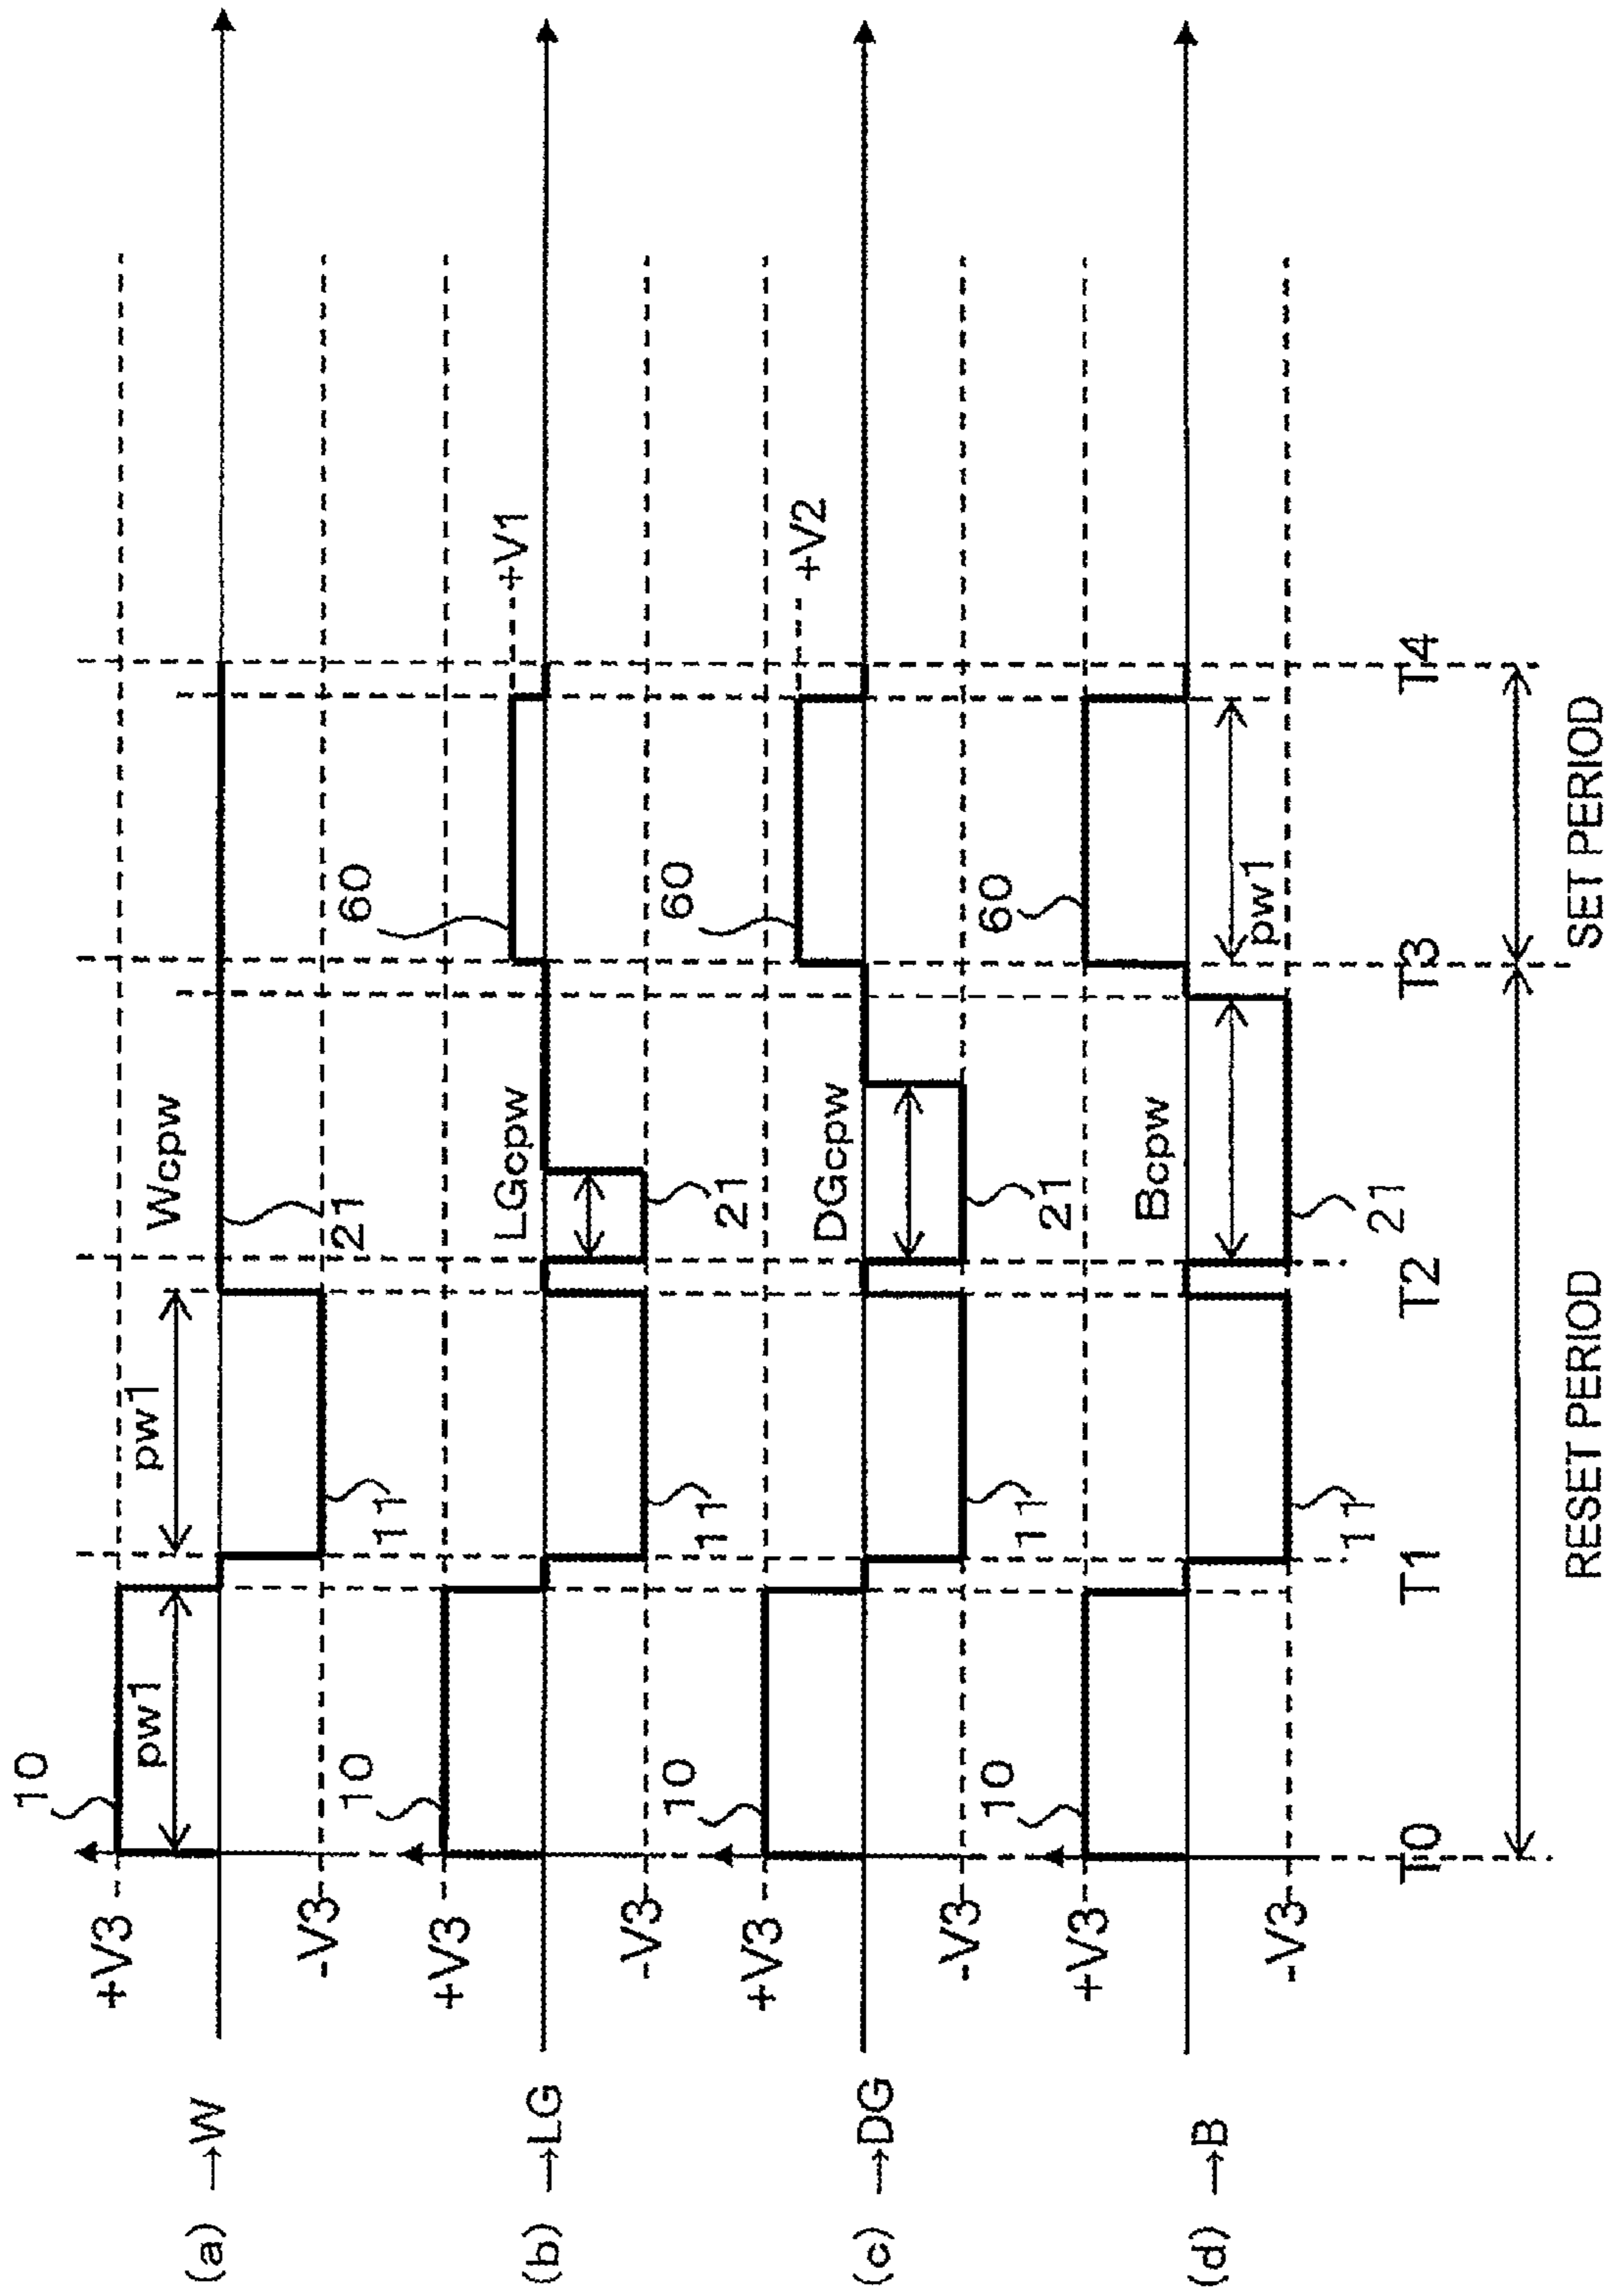 (a) →W
+V3
-V3
10
pw1
11
pw1
Wcpw
21
(b) →LG
+V3
-V3
10
11
LGcpw
21
60
+V1
(c) →DG
+V3
-V3
10
11
DGcpw
21
60
+V2
(d) →B
+V3
-V3
10
11
Bcpw
21
60
pw1
T0
T1
T2
T3
T4
RESET PERIOD
SET PERIOD